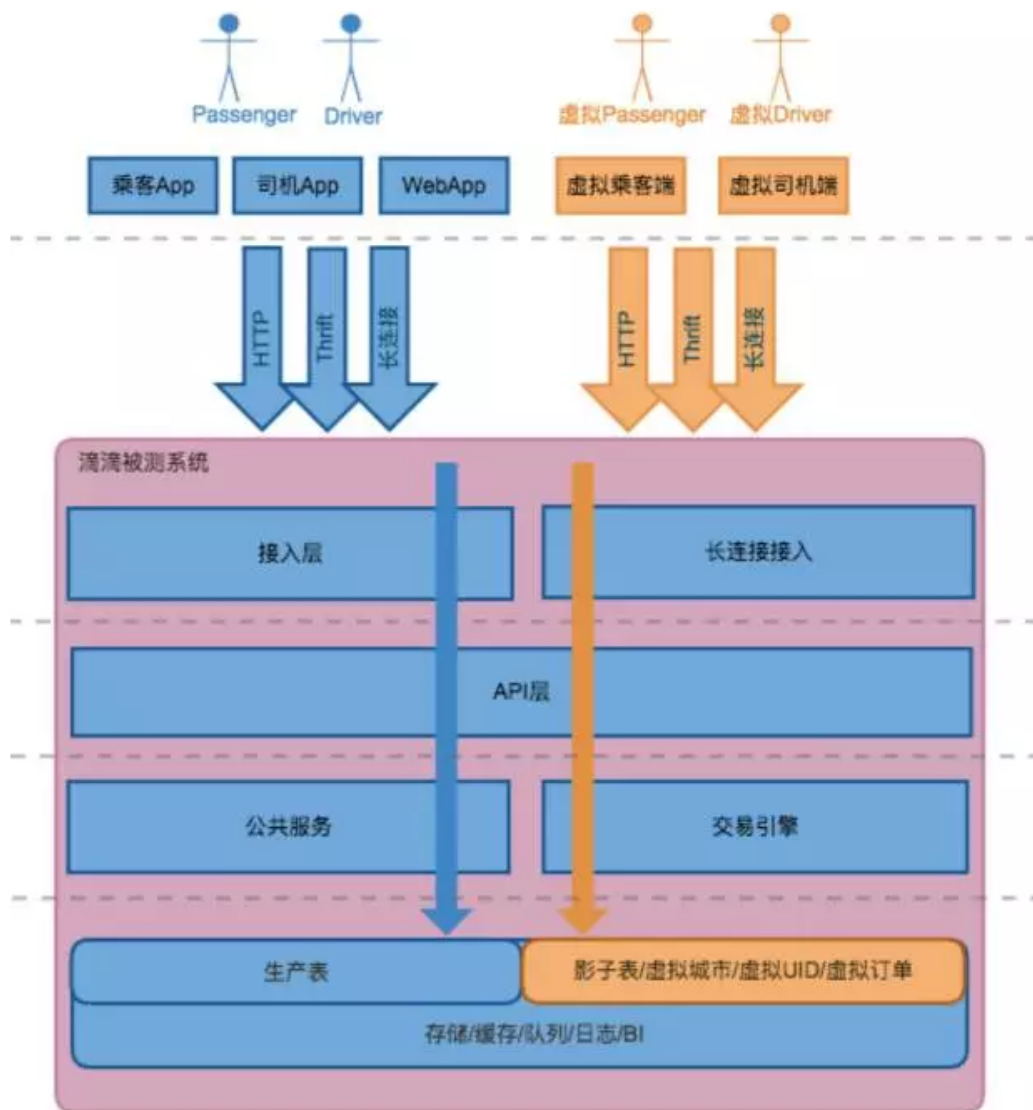 Passenger Driver 虚拟Passenger 虚拟Driver
乘客App 司机App WebApp 虚拟乘客端 虚拟司机端
HTTP Thrift 长连接 HTTP Thrift 长连接
滴滴被测系统
接入层 长连接接入
API层
公共服务 交易引擎
生产表 影子表/虚拟城市/虚拟UID/虚拟订单
存储/缓存/队列/日志/BI